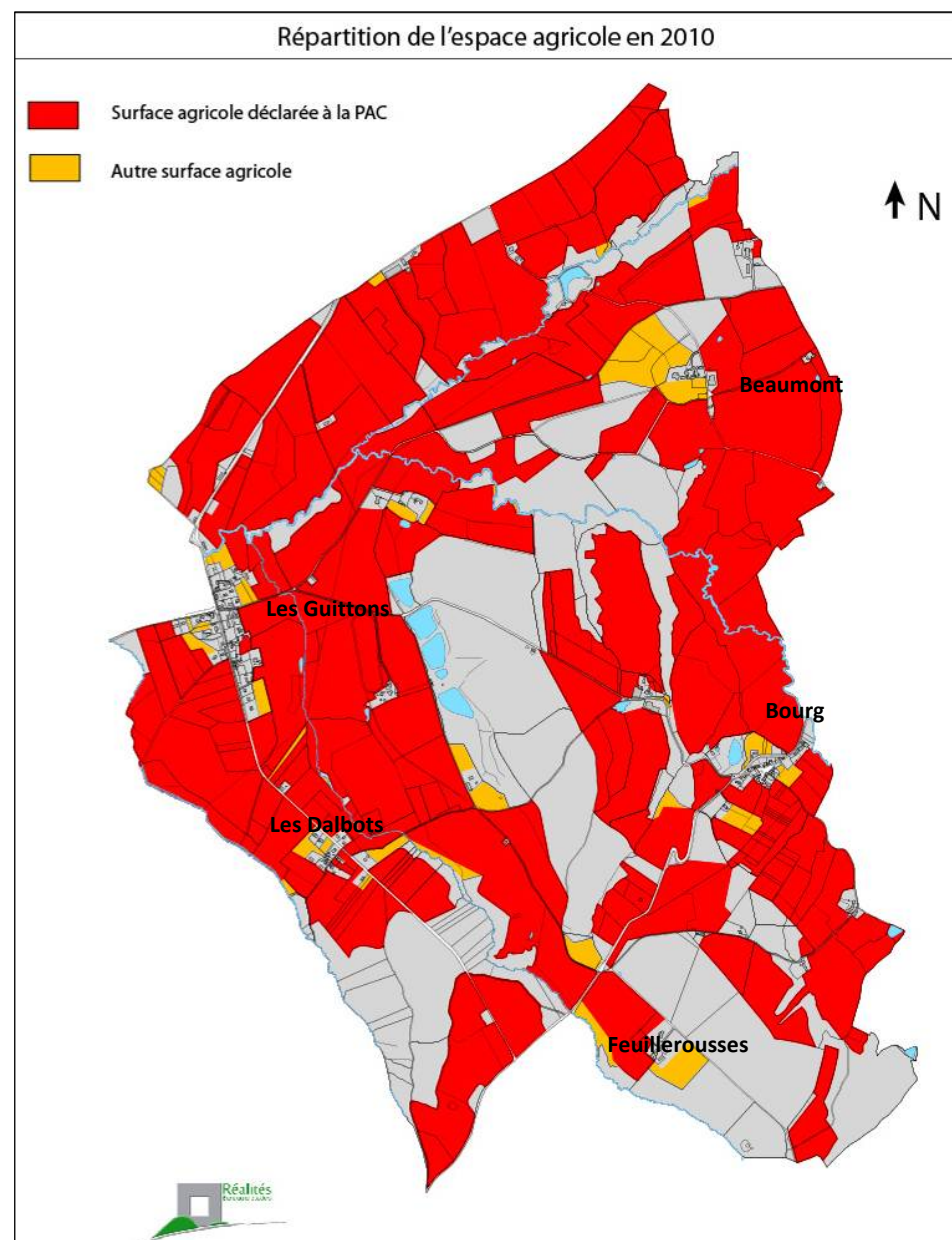 Répartition de l'espace agricole en 2010
Surface agricole déclarée à la PAC
Autre surface agricole
N
Beaumont
Les Guittons
Bourg
Les Dalbots
Feuillerousses
Réalités